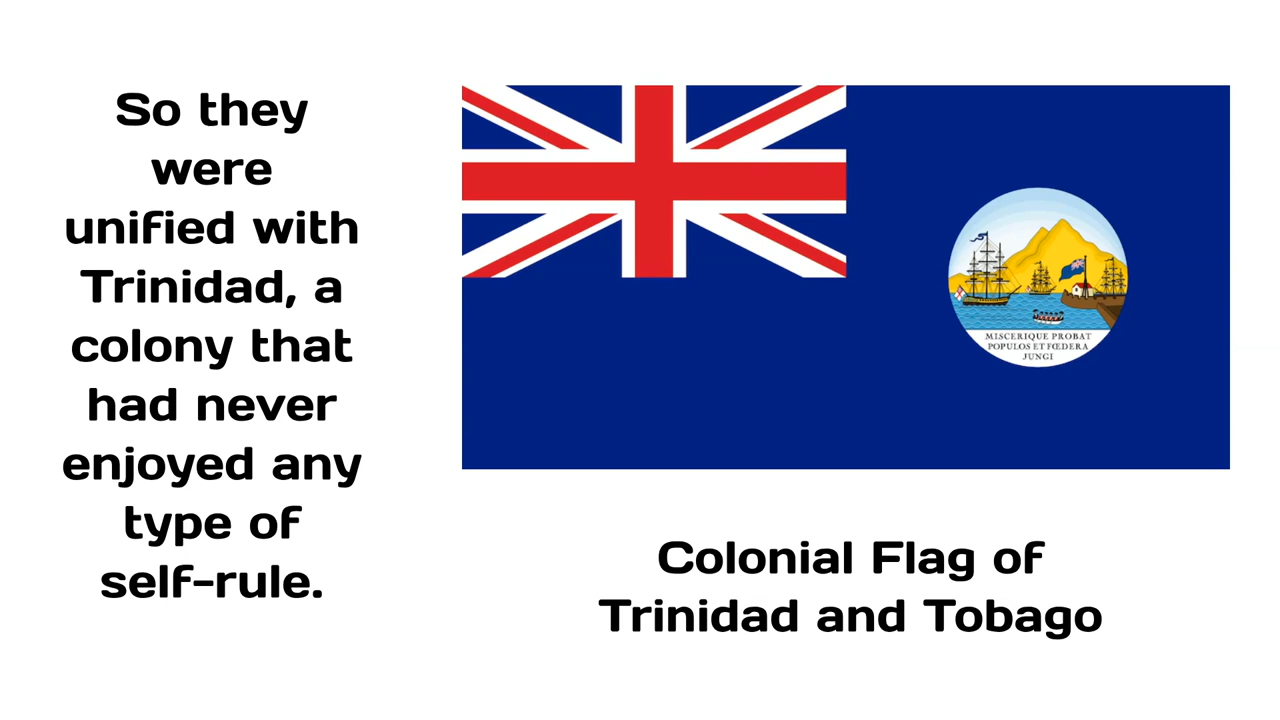 So they
were
unified with
Trinidad, a
colony that
had never
enjoyed any
type of
self-rule.
MISCERIQUE PROBAT
POPULOS ET FŒDERA
JUNGI
Colonial Flag of
Trinidad and Tobago